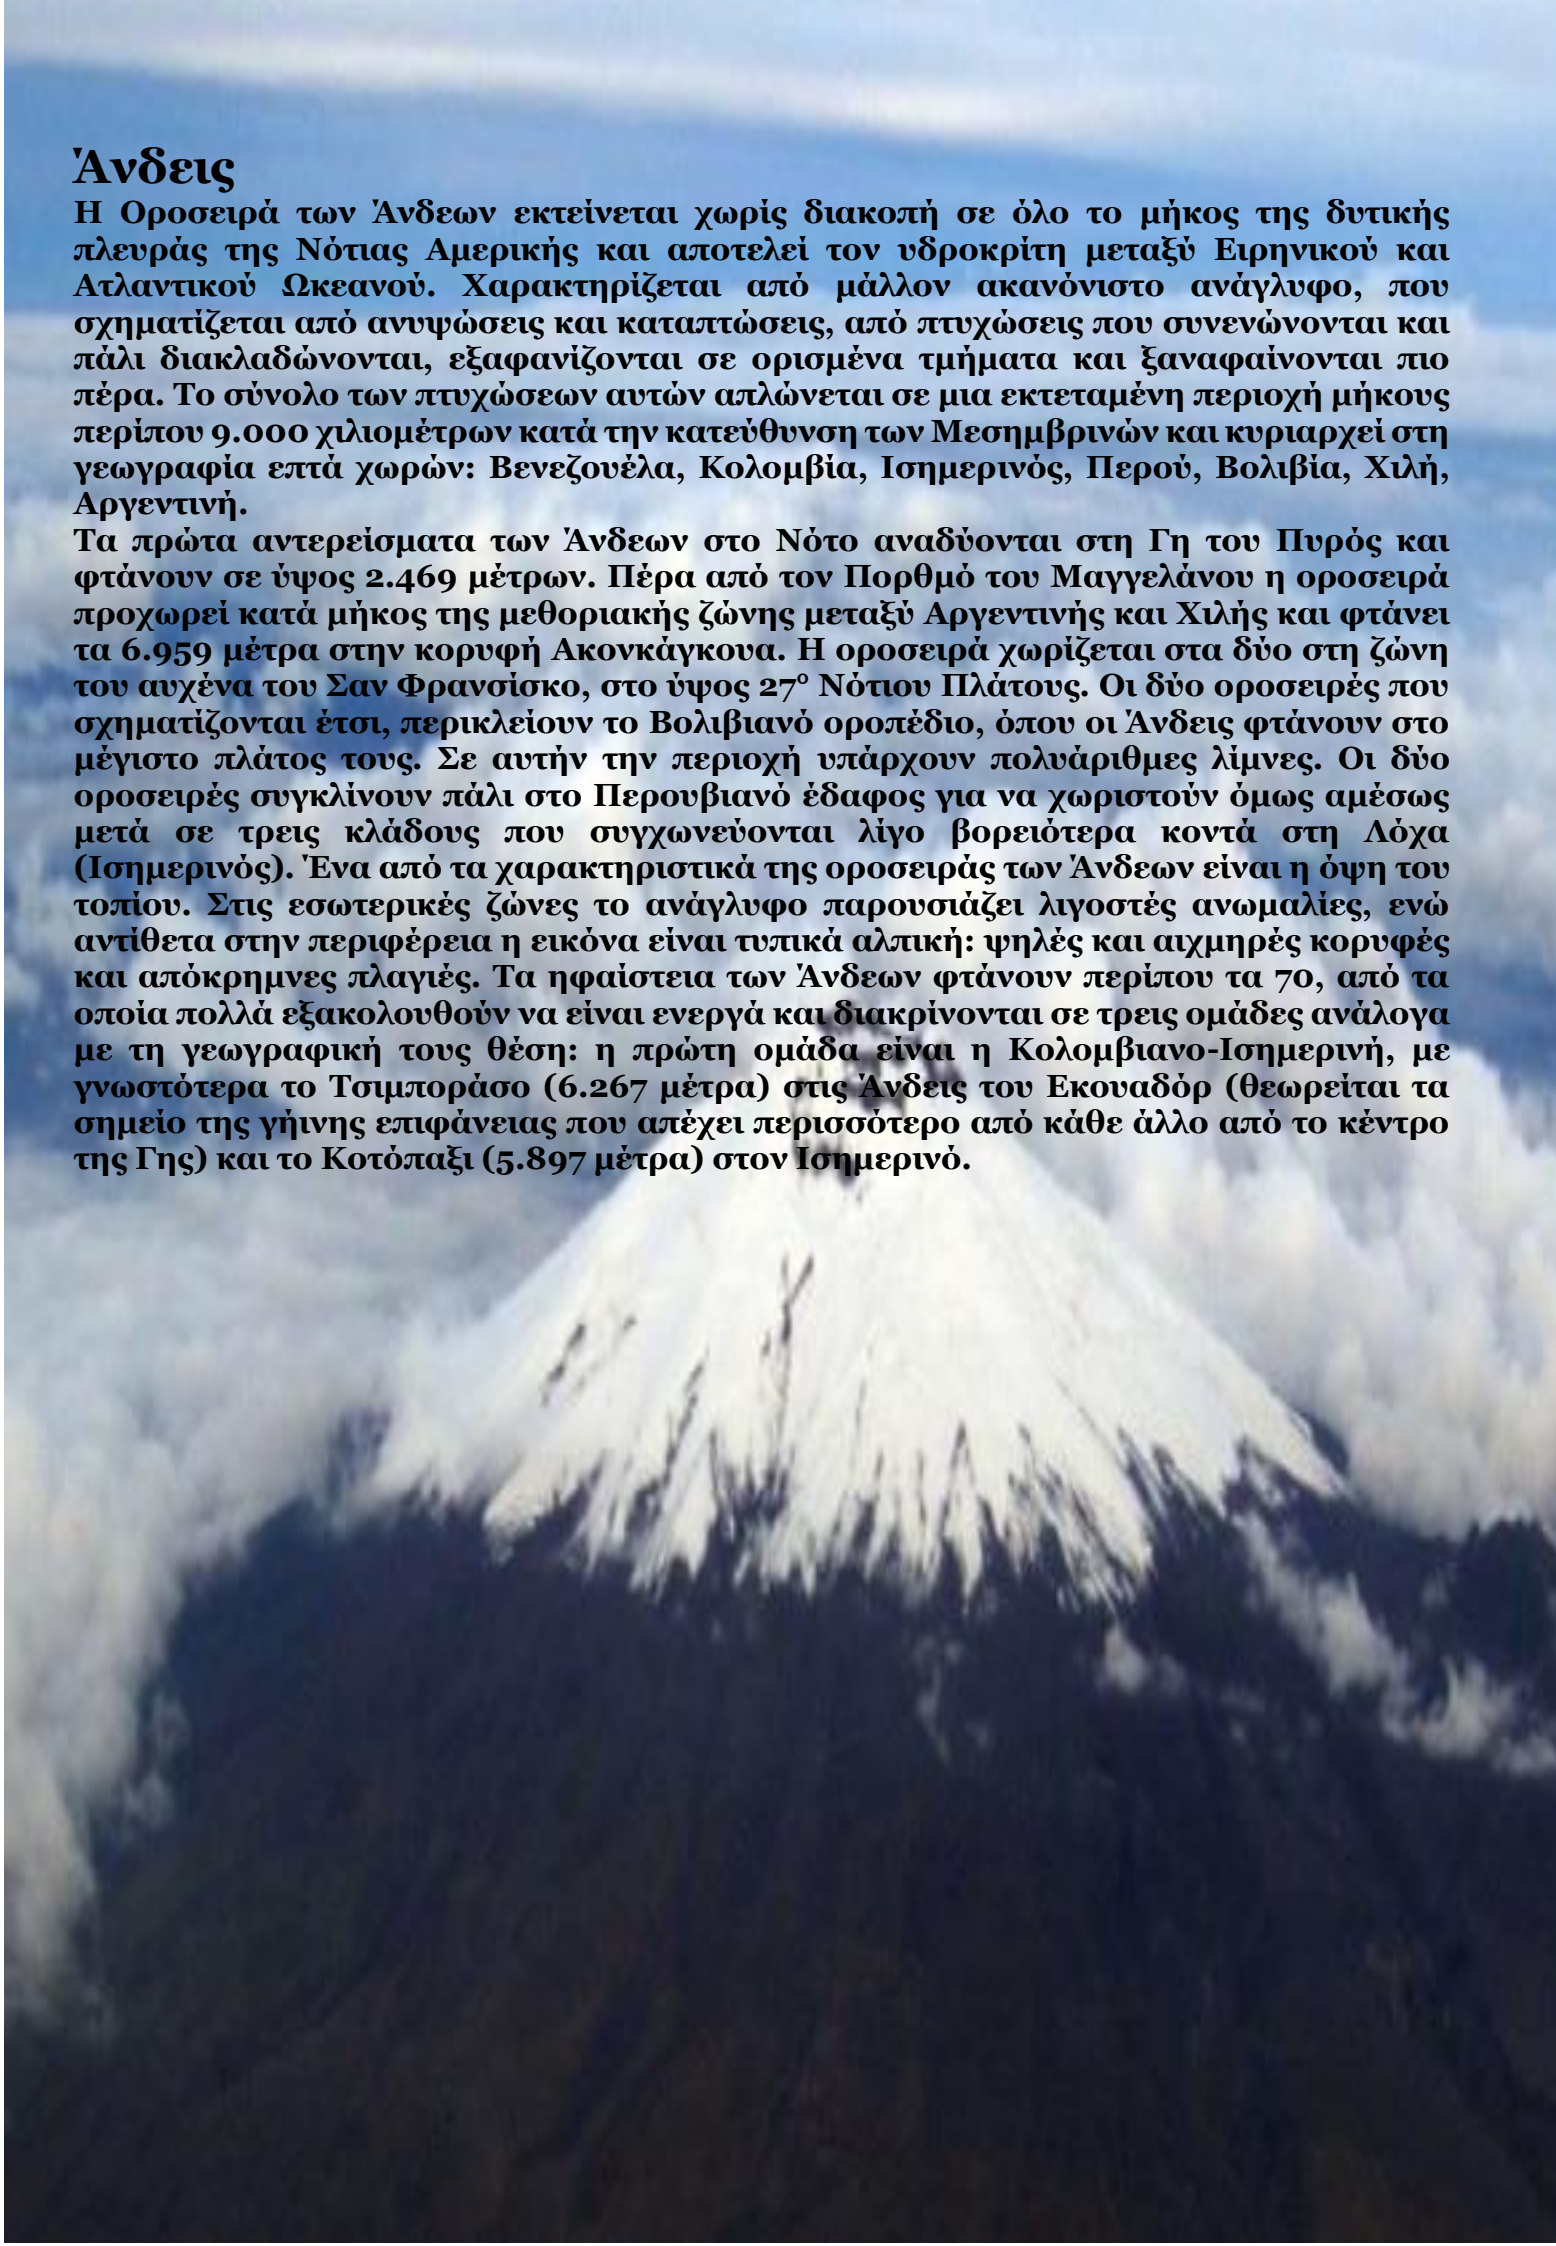 Άνδεις
Η Οροσειρά των Άνδεων εκτείνεται χωρίς διακοπή σε όλο το μήκος της δυτικής
πλευράς της Νότιας Αμερικής και αποτελεί τον υδροκρίτη μεταξύ Ειρηνικού και
Ατλαντικού Ωκεανού. Χαρακτηρίζεται από μάλλον ακανόνιστο ανάγλυφο, που
σχηματίζεται από ανυψώσεις και καταπτώσεις, από πτυχώσεις που συνενώνονται και
πάλι διακλαδώνονται, εξαφανίζονται σε ορισμένα τμήματα και ξαναφαίνονται πιο
πέρα. Το σύνολο των πτυχώσεων αυτών απλώνεται σε μια εκτεταμένη περιοχή μήκους
περίπου 9.000 χιλιομέτρων κατά την κατεύθυνση των Μεσημβρινών και κυριαρχεί στη
γεωγραφία επτά χωρών: Βενεζουέλα, Κολομβία, Ισημερινός, Περού, Βολιβία, Χιλή,
Αργεντινή.
Τα πρώτα αντερείσματα των Άνδεων στο Νότο αναδύονται στη Γη του Πυρός και
φτάνουν σε ύψος 2.469 μέτρων. Πέρα από τον Πορθμό του Μαγγελάνου η οροσειρά
προχωρεί κατά μήκος της μεθοριακής ζώνης μεταξύ Αργεντινής και Χιλής και φτάνει
τα 6.959 μέτρα στην κορυφή Ακονκάγκουα. Η οροσειρά χωρίζεται στα δύο στη ζώνη
του αυχένα του Σαν Φρανσίσκο, στο ύψος 27º Νότιου Πλάτους. Οι δύο οροσειρές που
σχηματίζονται έτσι, περικλείουν το Βολιβιανό οροπέδιο, όπου οι Άνδεις φτάνουν στο
μέγιστο πλάτος τους. Σε αυτήν την περιοχή υπάρχουν πολυάριθμες λίμνες. Οι δύο
οροσειρές συγκλίνουν πάλι στο Περουβιανό έδαφος για να χωριστούν όμως αμέσως
μετά σε τρεις κλάδους που συγχωνεύονται λίγο βορειότερα κοντά στη Λόχα
(Ισημερινός). Ένα από τα χαρακτηριστικά της οροσειράς των Άνδεων είναι η όψη του
τοπίου. Στις εσωτερικές ζώνες το ανάγλυφο παρουσιάζει λιγοστές ανωμαλίες, ενώ
αντίθετα στην περιφέρεια η εικόνα είναι τυπικά αλπική: ψηλές και αιχμηρές κορυφές
και απόκρημνες πλαγιές. Τα ηφαίστεια των Άνδεων φτάνουν περίπου τα 70, από τα
οποία πολλά εξακολουθούν να είναι ενεργά και διακρίνονται σε τρεις ομάδες ανάλογα
με τη γεωγραφική τους θέση: η πρώτη ομάδα είναι η Κολομβιανο-Ισημερινή, με
γνωστότερα το Τσιμποράσο (6.267 μέτρα) στις Άνδεις του Εκουαδόρ (θεωρείται τα
σημείο της γήινης επιφάνειας που απέχει περισσότερο από κάθε άλλο από το κέντρο
της Γης) και το Κοτόπαξι (5.897 μέτρα) στον Ισημερινό.